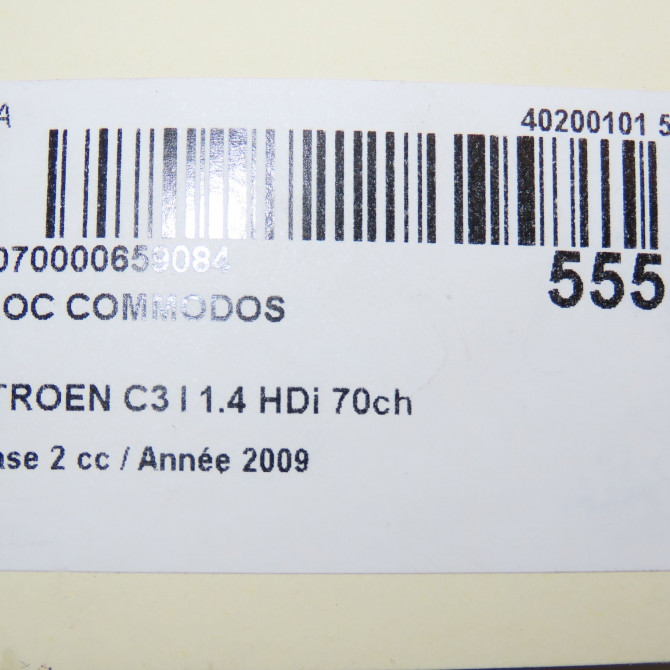 A
40200101 5
070000659084
555
OC COMMODOS
TROEN C3 I 1.4 HDi 70ch
ase 2 cc / Année 2009